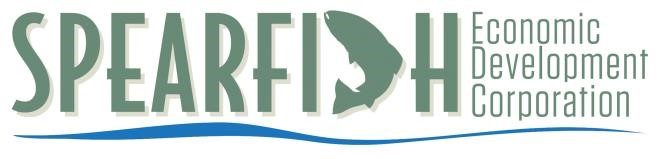 SPEARFISH
Economic
Development
Corporation